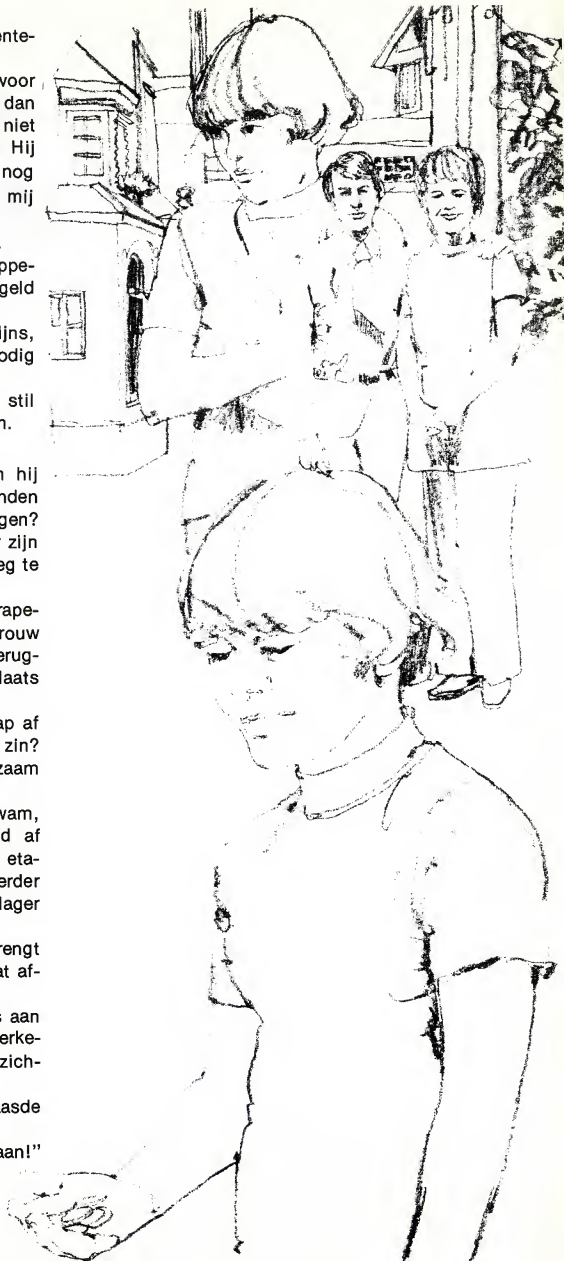 ente-
voor
dan
niet
Hij
nog
mij
ppe-
geld
ijns,
odig
stil
n.
n hij
nden
gen?
zijn
eg te
rape-
rouw
erug-
laats
ap af
zin?
zaam
wam,
d af
eta-
erder
lager
rengt
at af-
s aan
erke-
zich-
asde
aan!"